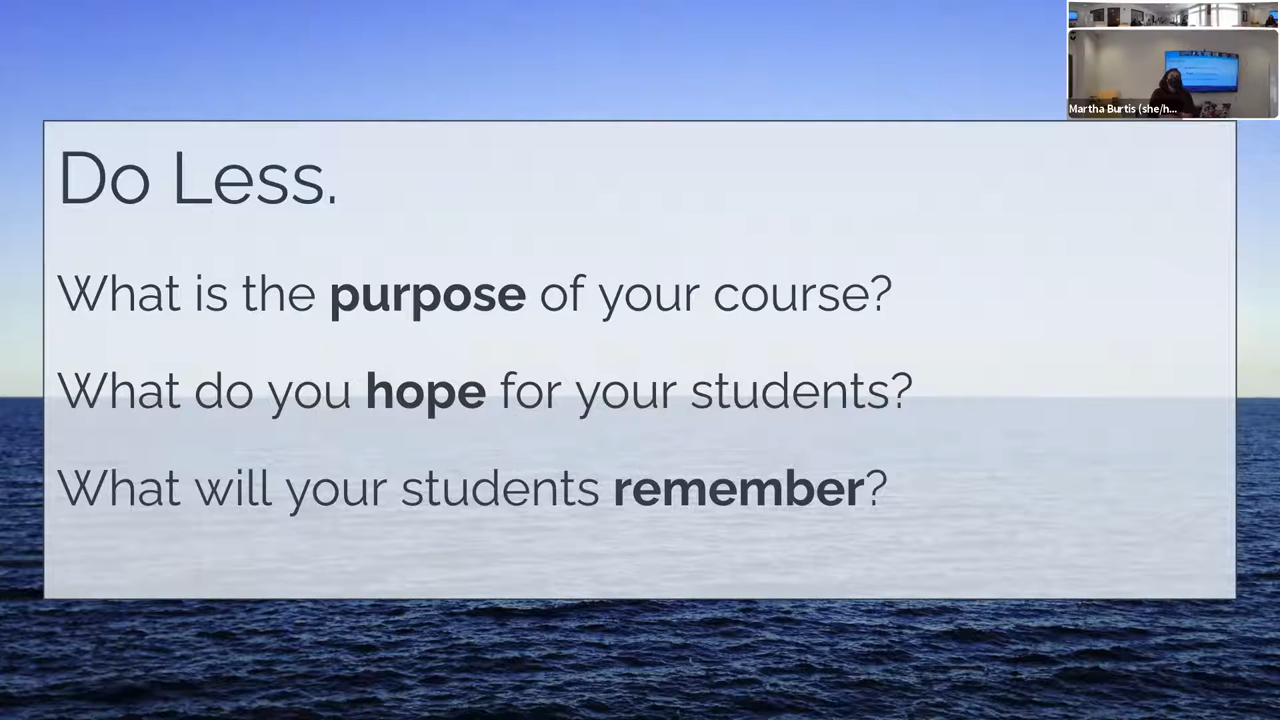 Martha Burtis (she/h...
Do Less.
What is the purpose of your course?
What do you hope for your students?
What will your students remember?